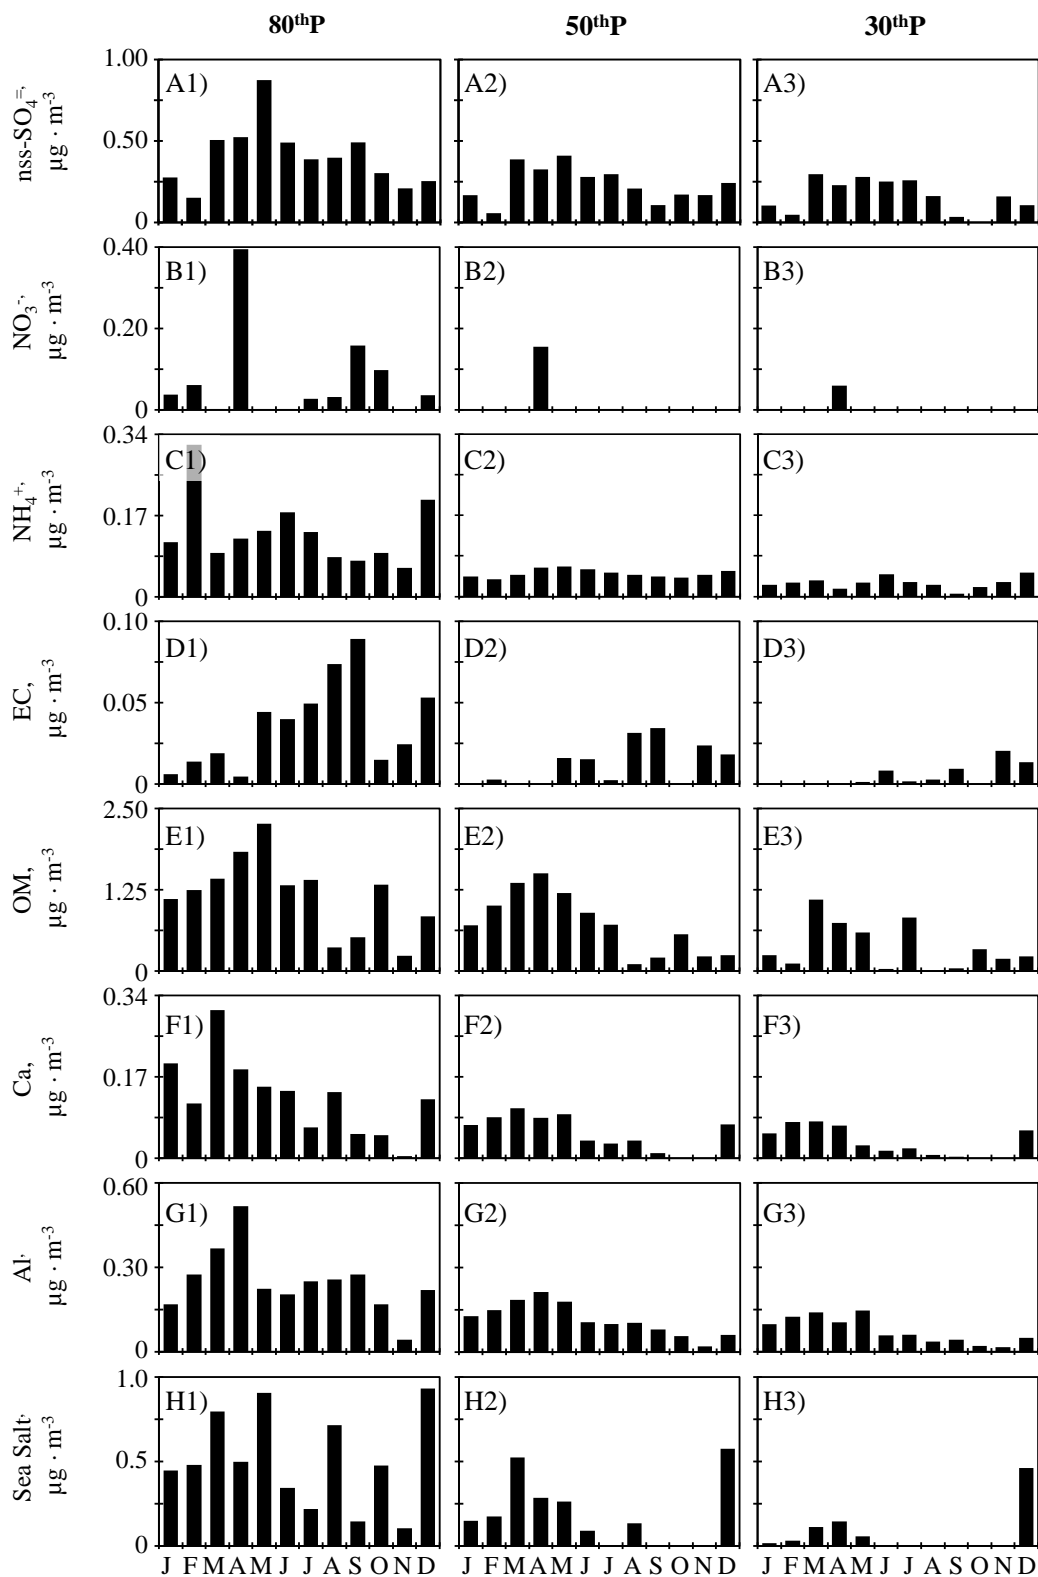 80thP 50thP 30thP
nss-SO4=,
µg · m-3
1.00
0.50
0
A1) A2) A3)
NO3-,
µg · m-3
0.40
0.20
0
B1) B2) B3)
NH4+,
µg · m-3
0.34
0.17
0
C1) C2) C3)
EC,
µg · m-3
0.10
0.05
0
D1) D2) D3)
OM,
µg · m-3
2.50
1.25
0
E1) E2) E3)
Ca,
µg · m-3
0.34
0.17
0
F1) F2) F3)
Al,
µg · m-3
0.60
0.30
0
G1) G2) G3)
Sea Salt,
µg · m-3
1.0
0.5
0
H1) H2) H3)
J F M A M J J A S O N D J F M A M J J A S O N D J F M A M J J A S O N D